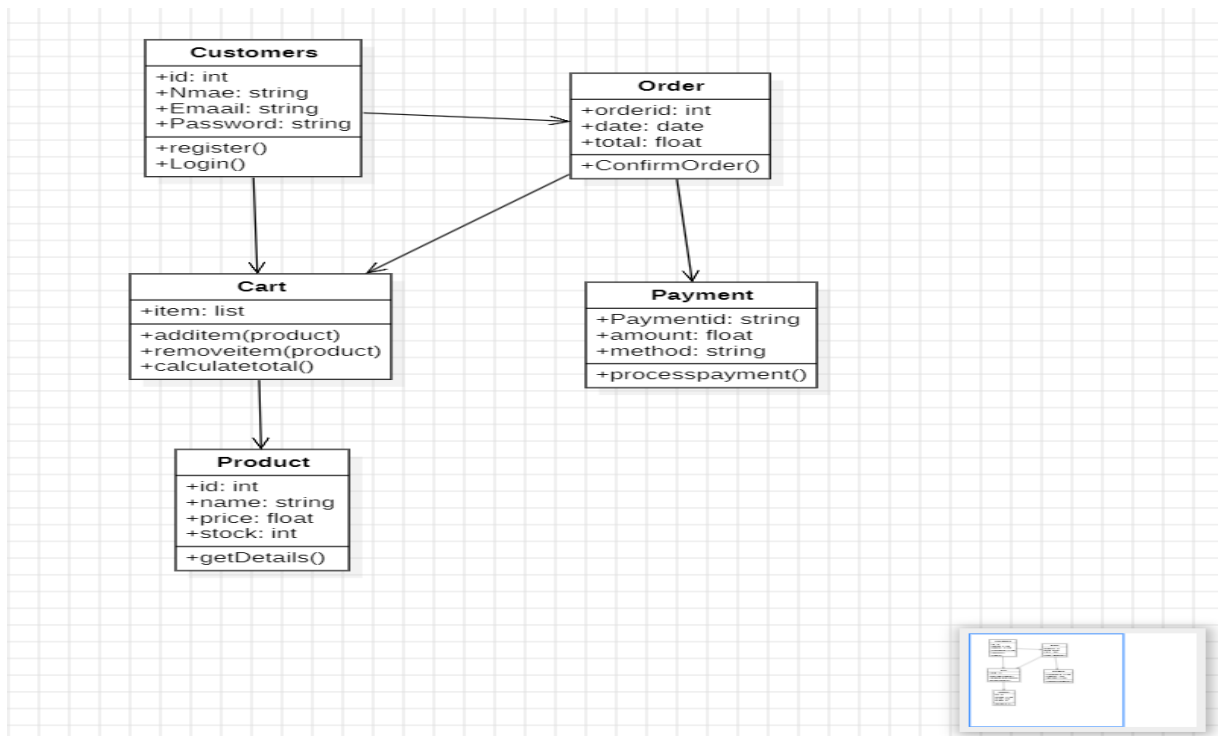 Customers
+id: int
+Nmae: string
+Emaail: string
+Password: string
+register()
+Login()
Order
+orderid: int
+date: date
+total: float
+ConfirmOrder()
Cart
+item: list
+additem(product)
+removeitem(product)
+calculatetotal()
Payment
+Paymentid: string
+amount: float
+method: string
+processpayment()
Product
+id: int
+name: string
+price: float
+stock: int
+getDetails()